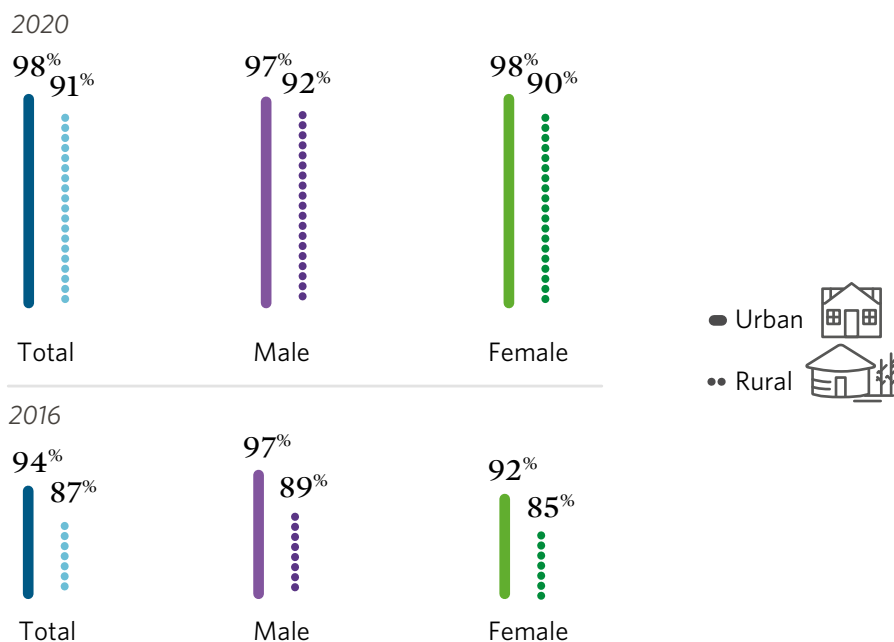 2020
98% 91% 97% 92% 98% 90%
Total Male Female
Urban
Rural
2016
94% 87% 97% 89% 92% 85%
Total Male Female